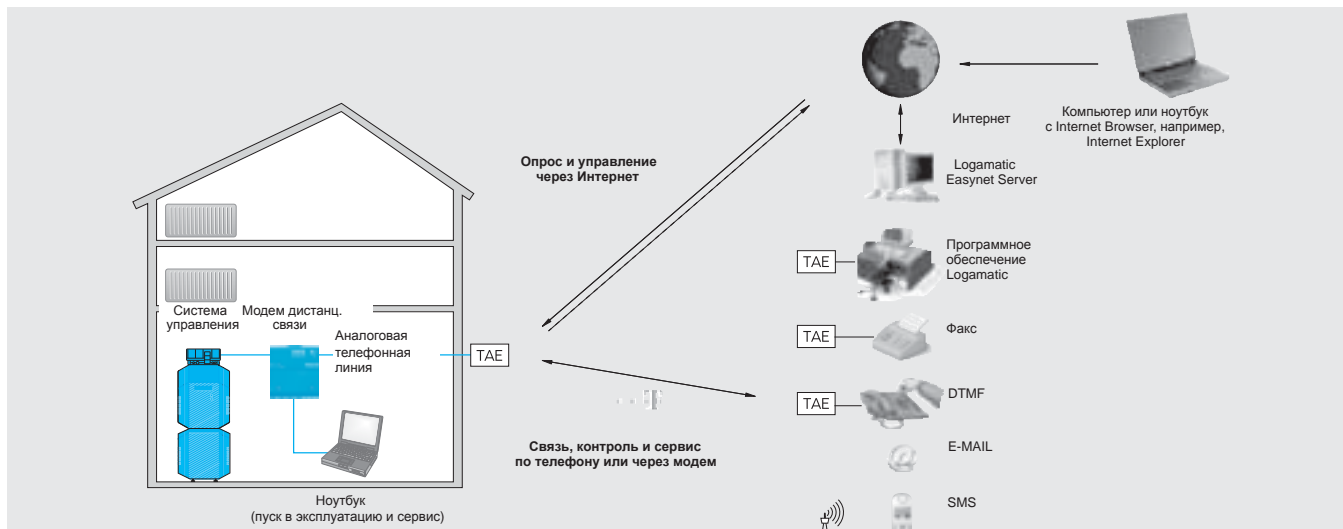 Интернет
Компьютер или ноутбук
с Internet Browser, например,
Internet Explorer
Опрос и управление
через Интернет
Logamatic
Easynet Server
TAE
Программное
обеспечение
Logamatic
Система
управления
Модем дистанц.
связи
Аналоговая
телефонная
линия
TAE
TAE
Факс
TAE
DTMF
Связь, контроль и сервис
по телефону или через модем
E-MAIL
Ноутбук
(пуск в эксплуатацию и сервис)
SMS